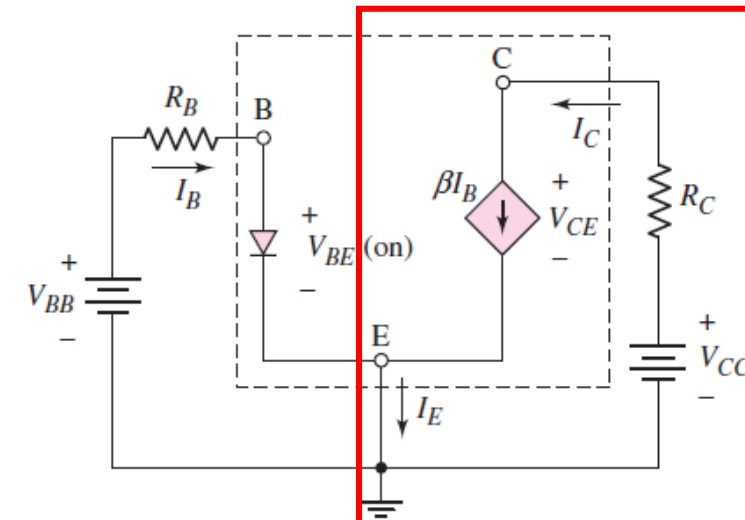 C
R_B
B
I_C
I_B
βI_B
+
V_CE
−
R_C
+
V_BE (on)
−
+
V_BB
−
E
+
V_CC
−
I_E